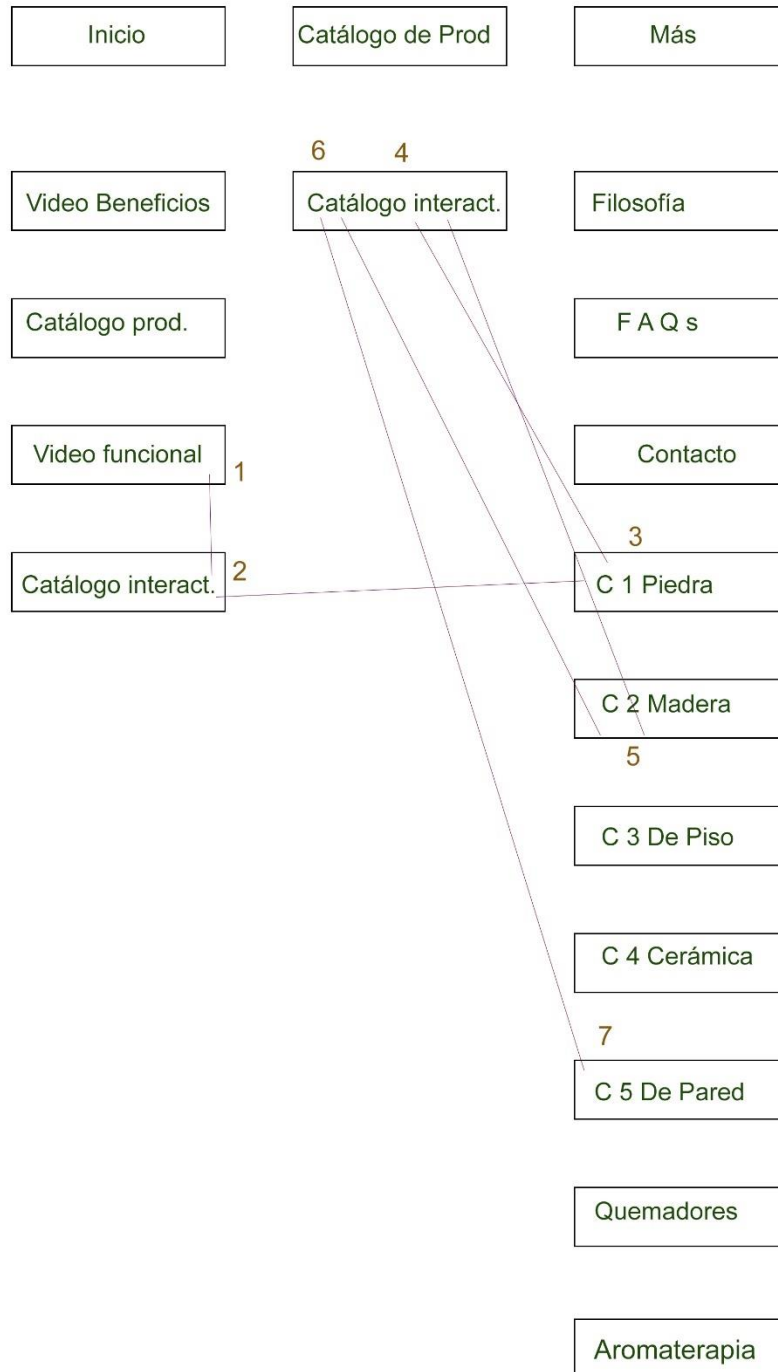 Inicio
Catálogo de Prod
Más
6
4
Video Beneficios
Catálogo interact.
Filosofía
Catálogo prod.
F A Q s
Video funcional
1
Contacto
3
Catálogo interact.
2
C 1 Piedra
C 2 Madera
5
C 3 De Piso
C 4 Cerámica
7
C 5 De Pared
Quemadores
Aromaterapia